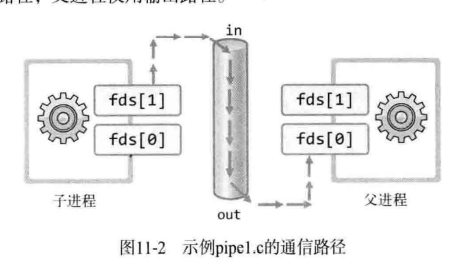 路径，父进程使用输出路径。
in
fds[1]
fds[1]
fds[0]
fds[0]
子进程
父进程
out
图11-2 示例pipe1.c的通信路径